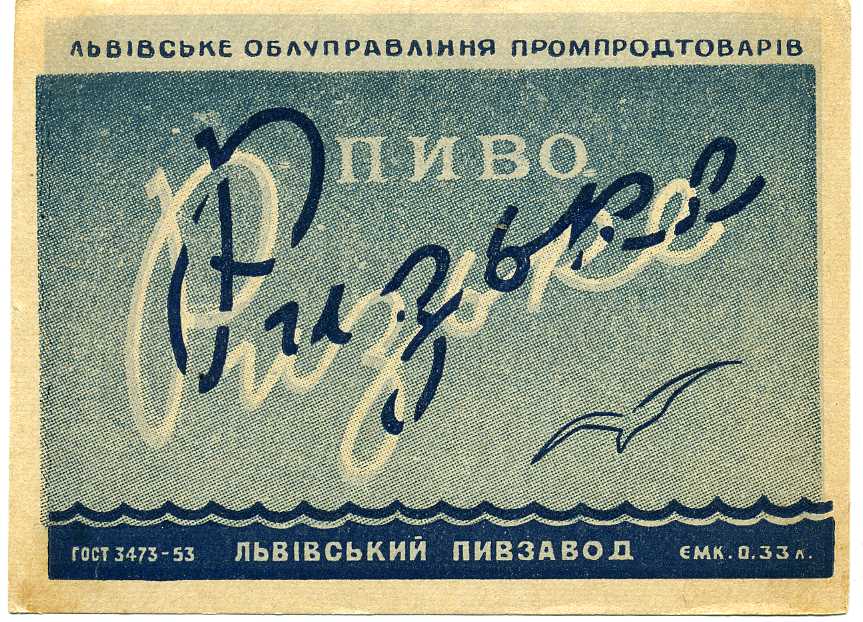 ЛЬВІВСЬКЕ ОБЛУПРАВЛІННЯ ПРОМПРОДТОВАРІВ
ПИВО
Ризьке
ГОСТ 3473-53 ЛЬВІВСЬКИЙ ПИВЗАВОД ЄМК. 0.33 л.